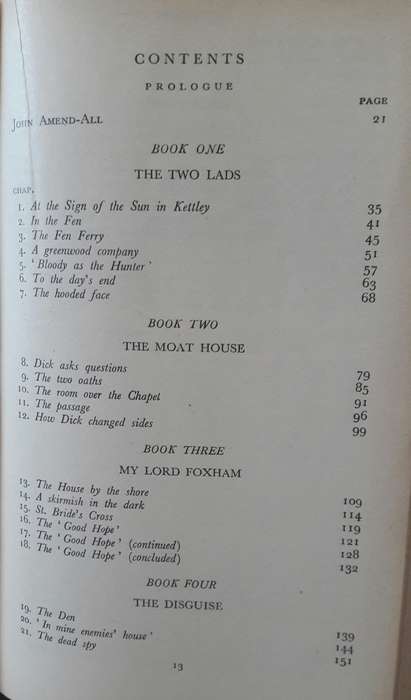 CONTENTS
PROLOGUE
PAGE
JOHN AMEND-ALL 21
BOOK ONE
THE TWO LADS
CHAP.
1. At the Sign of the Sun in Kettley 35
2. In the Fen 41
3. The Fen Ferry 45
4. A greenwood company 51
5. 'Bloody as the Hunter' 57
6. To the day's end 63
7. The hooded face 68
BOOK TWO
THE MOAT HOUSE
8. Dick asks questions 79
9. The two oaths 85
10. The room over the Chapel 91
11. The passage 96
12. How Dick changed sides 99
BOOK THREE
MY LORD FOXHAM
13. The House by the shore 109
14. A skirmish in the dark 114
15. St. Bride's Cross 119
16. The 'Good Hope' 121
17. The 'Good Hope' (continued) 128
18. The 'Good Hope' (concluded) 132
BOOK FOUR
THE DISGUISE
19. The Den 139
20. 'In mine enemies' house' 144
21. The dead spy 151
13